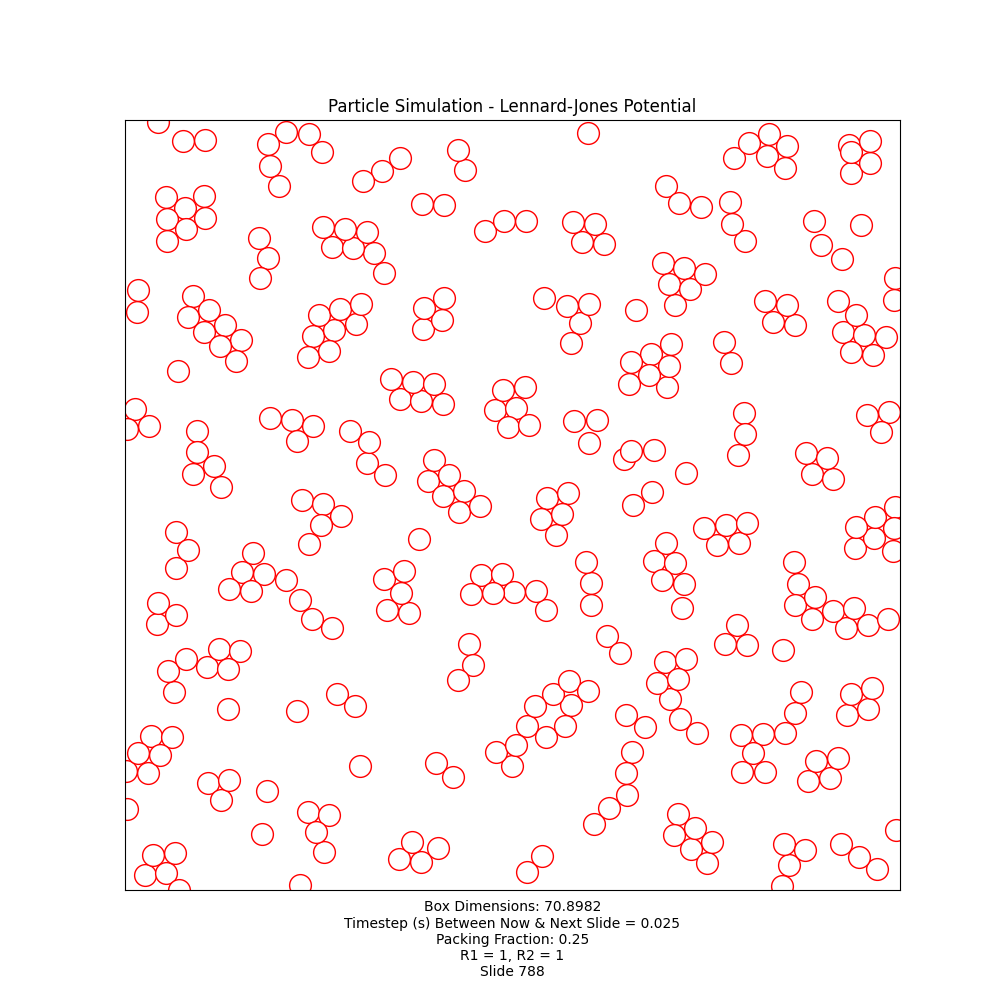 Particle Simulation - Lennard-Jones Potential
Box Dimensions: 70.8982
Timestep (s) Between Now & Next Slide = 0.025
Packing Fraction: 0.25
R1 = 1, R2 = 1
Slide 788